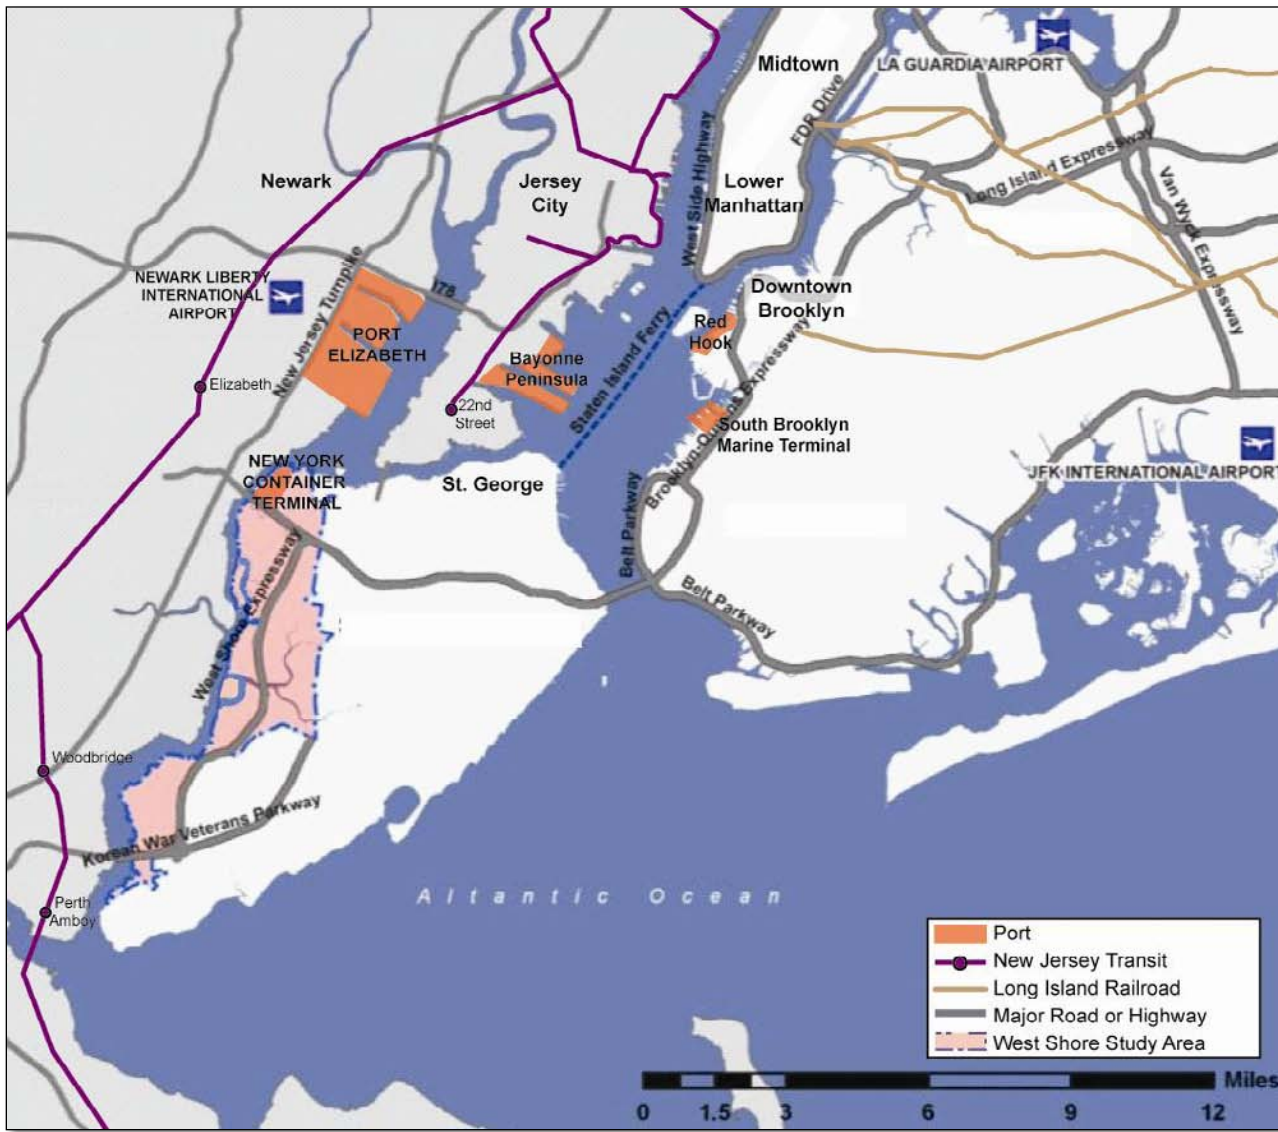 Midtown
LA GUARDIA AIRPORT
FDR Drive
West Side Highway
Long Island Expressway
Van Wyck Expressway
Newark
Jersey
City
Lower
Manhattan
NEWARK LIBERTY
INTERNATIONAL
AIRPORT
New Jersey Turnpike
I78
Downtown
Brooklyn
PORT
ELIZABETH
Bayonne
Peninsula
Staten Island Ferry
Red
Hook
Elizabeth
22nd
Street
South Brooklyn
Marine Terminal
Brooklyn-Queens Expressway
NEW YORK
CONTAINER
TERMINAL
St. George
JFK INTERNATIONAL AIRPORT
Belt Parkway
Belt Parkway
West Shore Expressway
Woodbridge
Korean War Veterans Parkway
Perth
Amboy
Altantic Ocean
Port
New Jersey Transit
Long Island Railroad
Major Road or Highway
West Shore Study Area
Miles
0 1.5 3 6 9 12